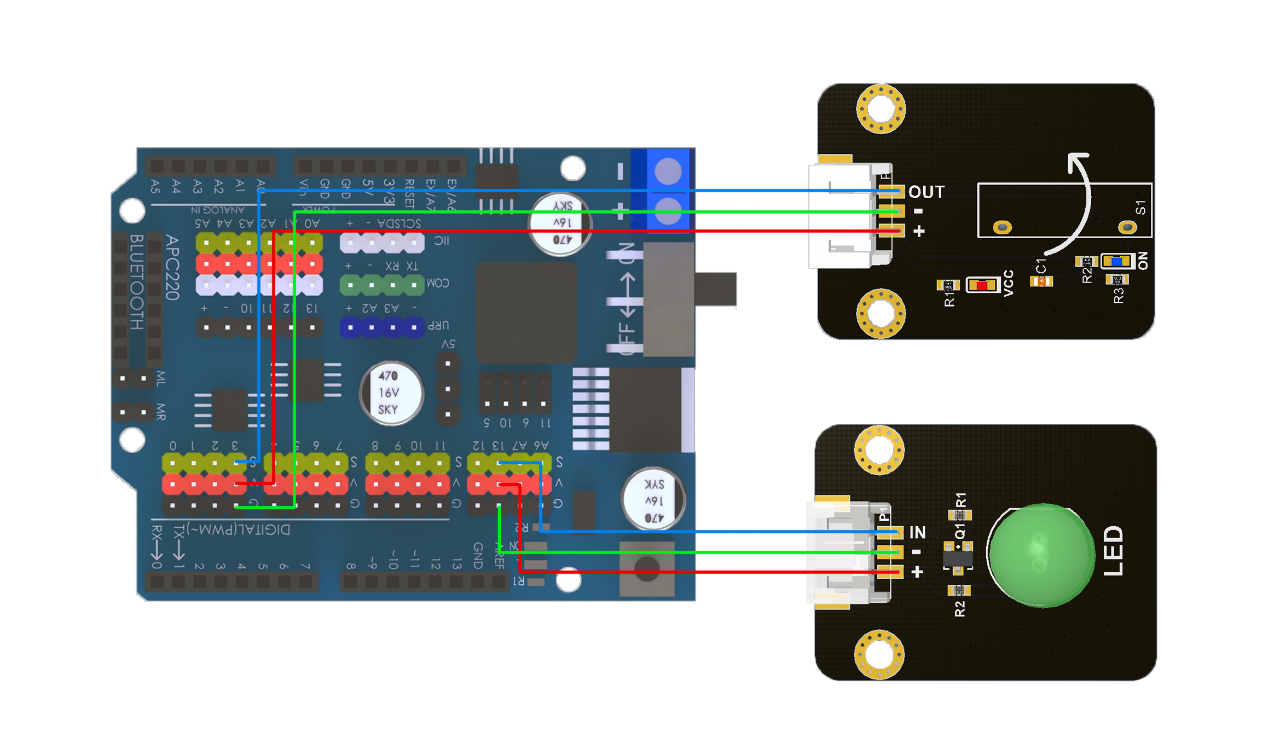 A5
A4
A3
A2
A1
A0
Vin
GND
GND
5V
3V3
RESET
EX/A7
EX/A6
ANALOG IN
POWER
A5 A4 A3 A2 A1 A0
+ - SDA SCL
IIC
+ - RX TX
COM
+ A2 A3
URP
+ - 10 11 12 13
5V
BLUETOOTH
APC220
ML
MR
470
16V
SKY
470
16v
SKY
-
+
OFF ON
5 10 6 11
0 1 2 3
S
V
G
4 5 6 7
S
V
G
8 9 10 11
S
V
G
12 13 A7 A6
S
V
G
470
16v
SYK
DIGITAL(PWM~)
RX
TX
0
1
2
3
4
5
6
7
8
~9
~10
~11
12
13
GND
AREF
R2
ON
R1
OUT
-
+
S1
R1
VCC
C1
R2
R3
ON
P1
IN
-
+
R1
Q1
R2
LED